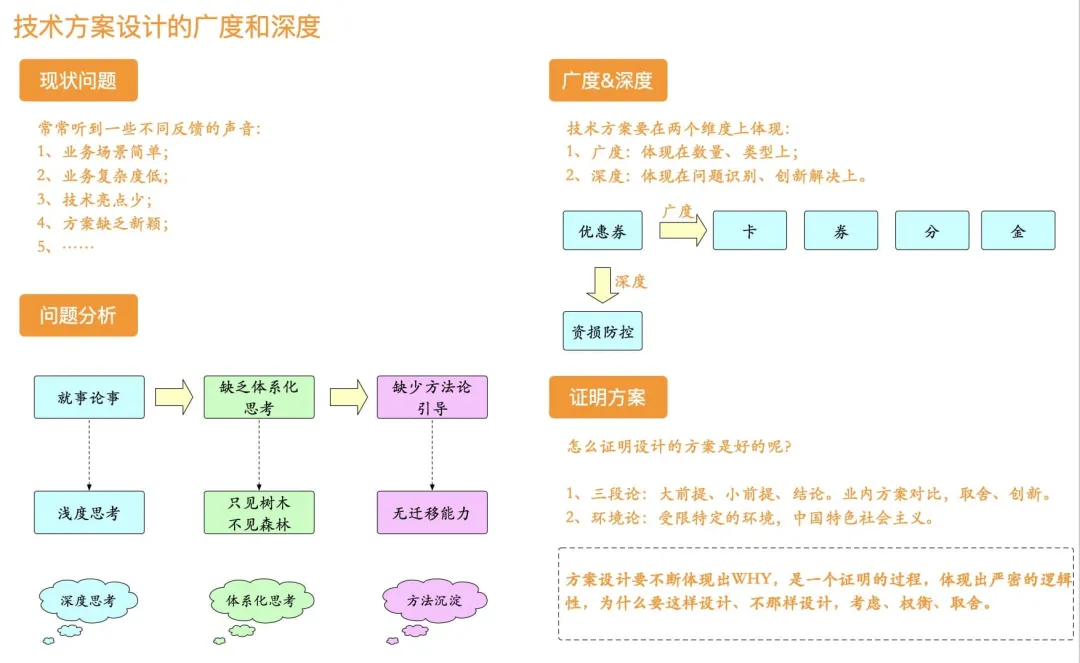 技术方案设计的广度和深度
现状问题
常常听到一些不同反馈的声音：
1、业务场景简单；
2、业务复杂度低；
3、技术亮点少；
4、方案缺乏新颖；
5、……
问题分析
就事论事
缺乏体系化
思考
缺少方法论
引导
浅度思考
只见树木
不见森林
无迁移能力
深度思考
体系化思考
方法沉淀
广度&深度
技术方案要在两个维度上体现：
1、广度：体现在数量、类型上；
2、深度：体现在问题识别、创新解决上。
优惠券
广度
卡
券
分
金
深度
资损防控
证明方案
怎么证明设计的方案是好的呢?
1、三段论：大前提、小前提、结论。业内方案对比，取舍、创新。
2、环境论：受限特定的环境，中国特色社会主义。
方案设计要不断体现出WHY，是一个证明的过程，体现出严密的逻辑
性，为什么要这样设计、不那样设计，考虑、权衡、取舍。